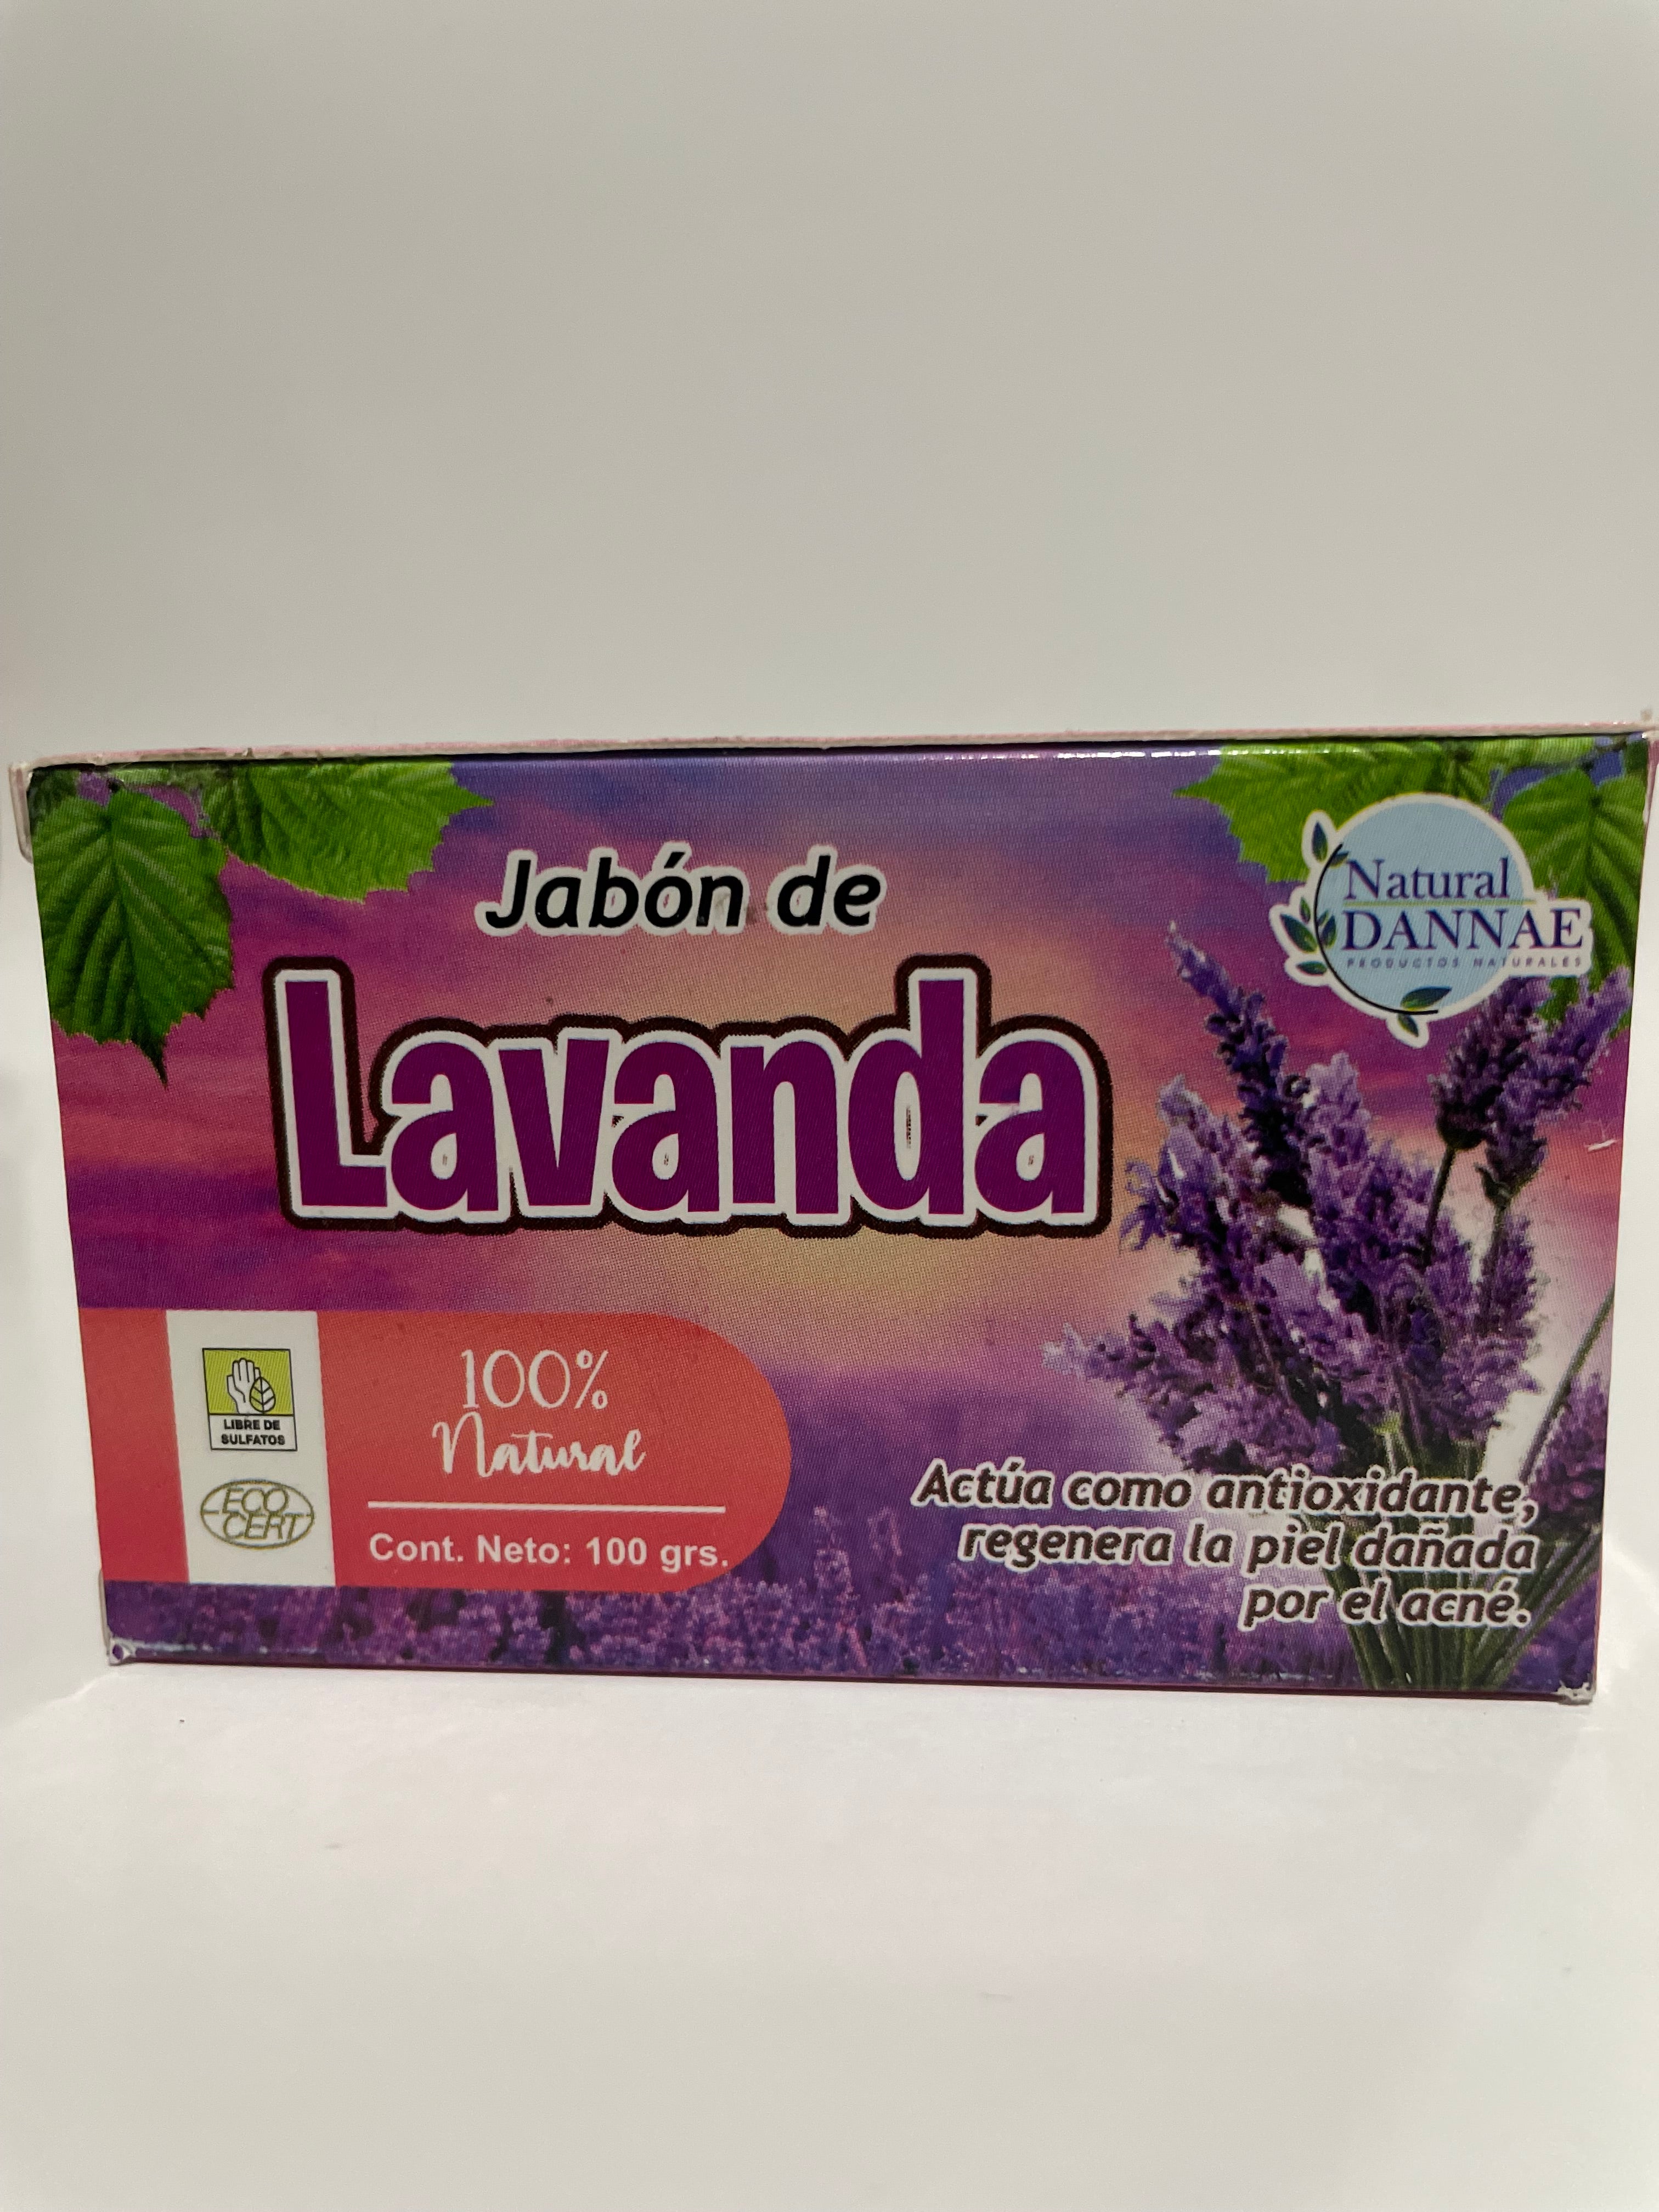 Jabón de
Lavanda
Natural
DANNAE
PRODUCTOS NATURALES
100%
Natural
Cont. Neto: 100 grs.
LIBRE DE
SULFATOS
ECO
CERT
Actúa como antioxidante,
regenera la piel dañada
por el acné.